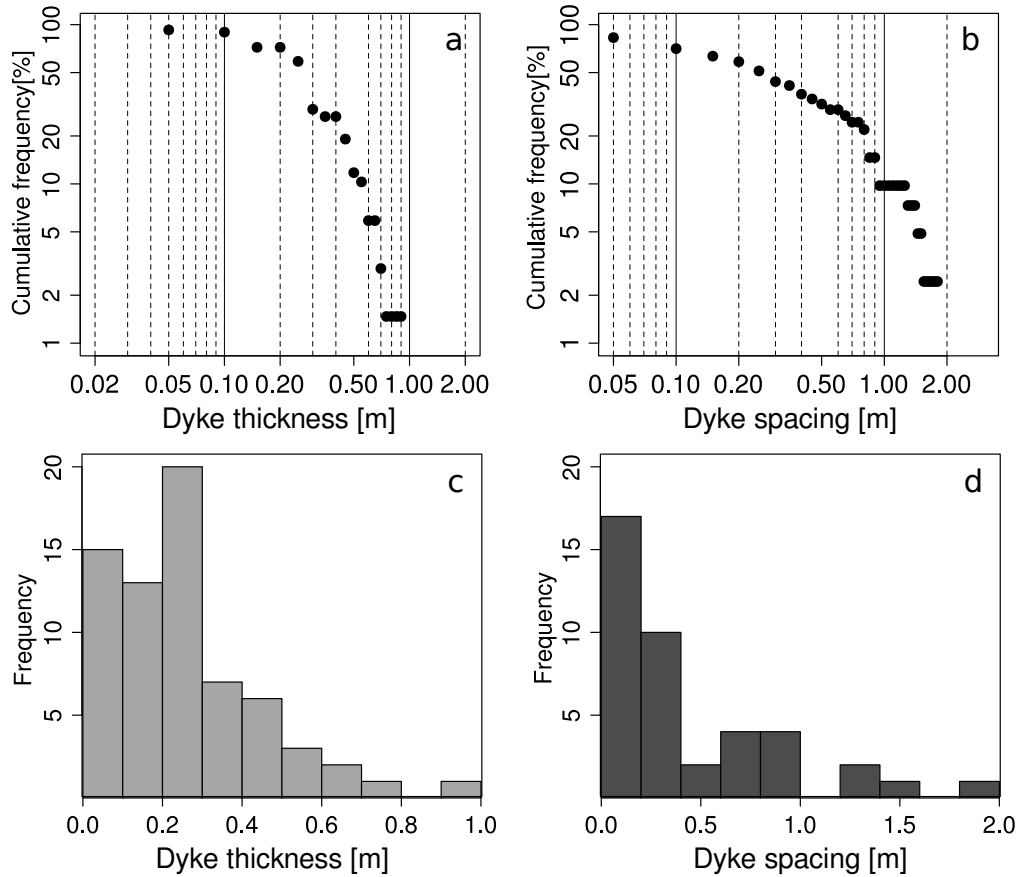 a
Cumulative frequency[%]
100
50
20
10
5
2
1
0.02 0.05 0.10 0.20 0.50 1.00 2.00
Dyke thickness [m]
b
Cumulative frequency[%]
100
50
20
10
5
2
1
0.05 0.10 0.20 0.50 1.00 2.00
Dyke spacing [m]
c
Frequency
20
15
10
5
0.0 0.2 0.4 0.6 0.8 1.0
Dyke thickness [m]
d
Frequency
20
15
10
5
0.0 0.5 1.0 1.5 2.0
Dyke spacing [m]